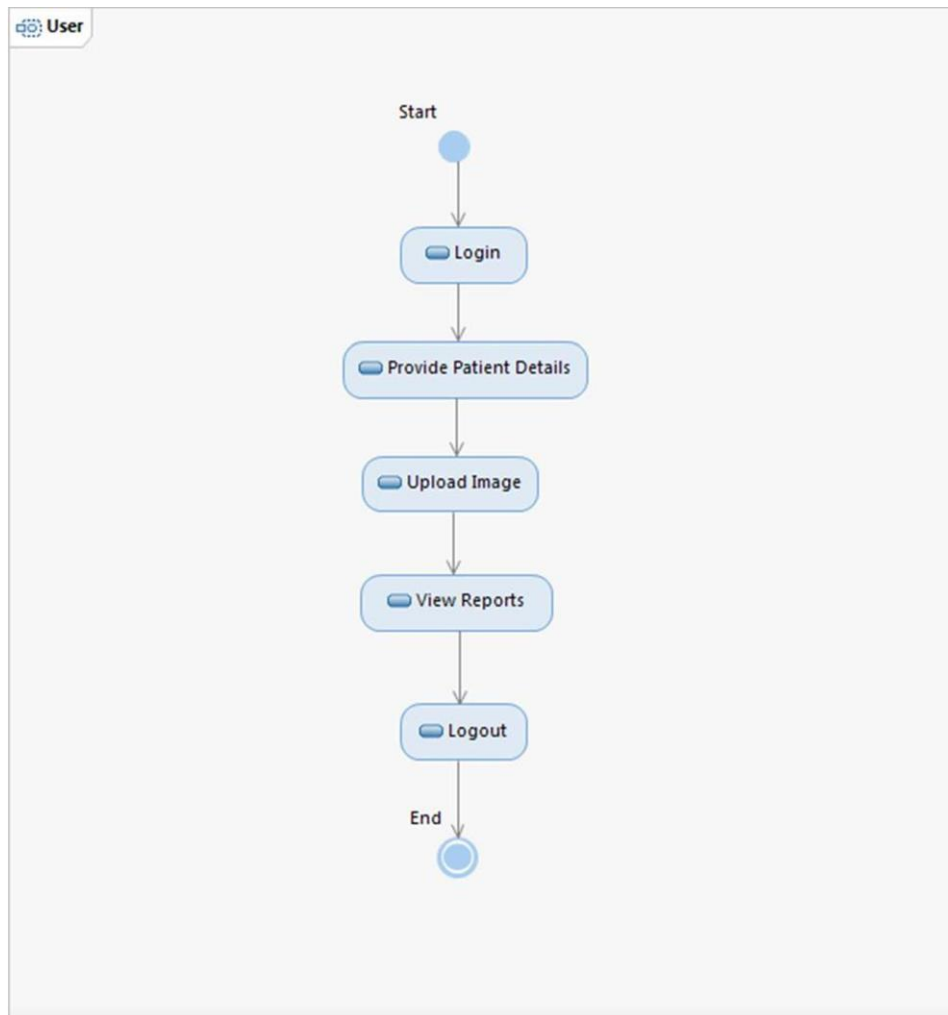 User
Start
Login
Provide Patient Details
Upload Image
View Reports
Logout
End